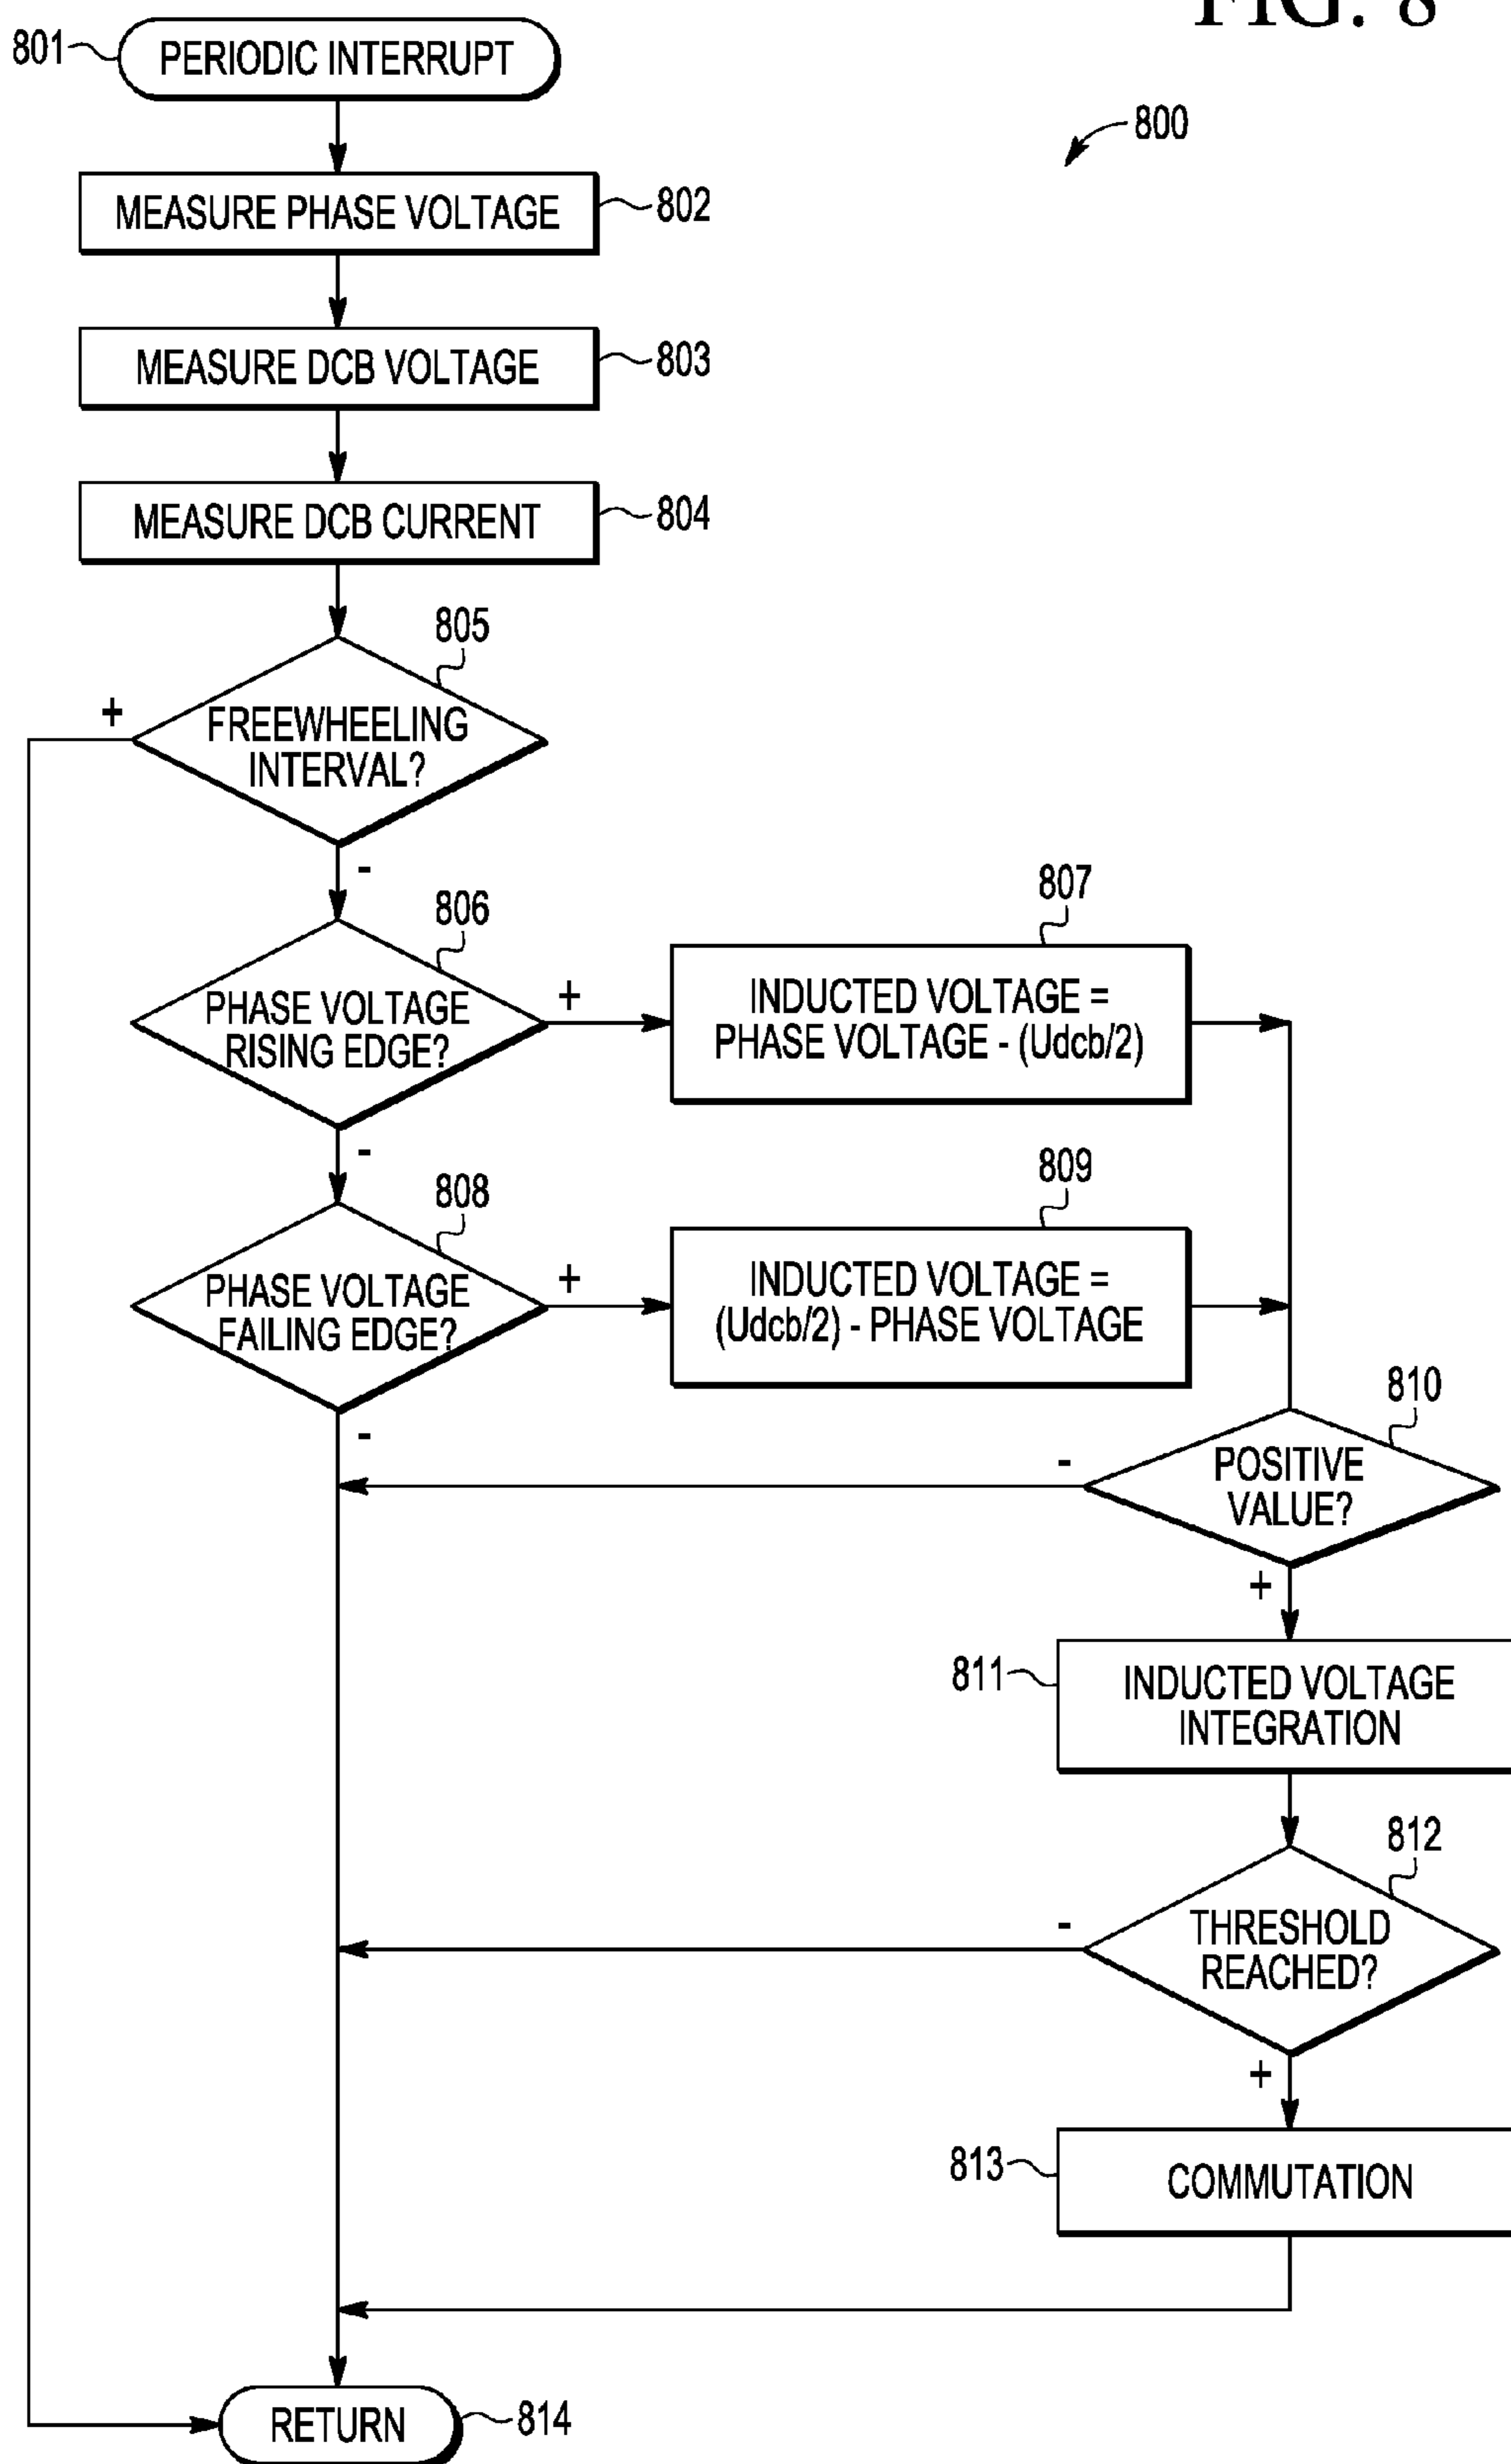 FIG. 8
800
801
PERIODIC INTERRUPT
MEASURE PHASE VOLTAGE
802
MEASURE DCB VOLTAGE
803
MEASURE DCB CURRENT
804
805
+
FREEWHEELING
INTERVAL?
-
806
PHASE VOLTAGE
RISING EDGE?
+
-
807
INDUCTED VOLTAGE =
PHASE VOLTAGE - (Udcb/2)
808
PHASE VOLTAGE
FAILING EDGE?
+
-
809
INDUCTED VOLTAGE =
(Udcb/2) - PHASE VOLTAGE
810
-
POSITIVE
VALUE?
+
811
INDUCTED VOLTAGE
INTEGRATION
812
-
THRESHOLD
REACHED?
+
813
COMMUTATION
RETURN
814